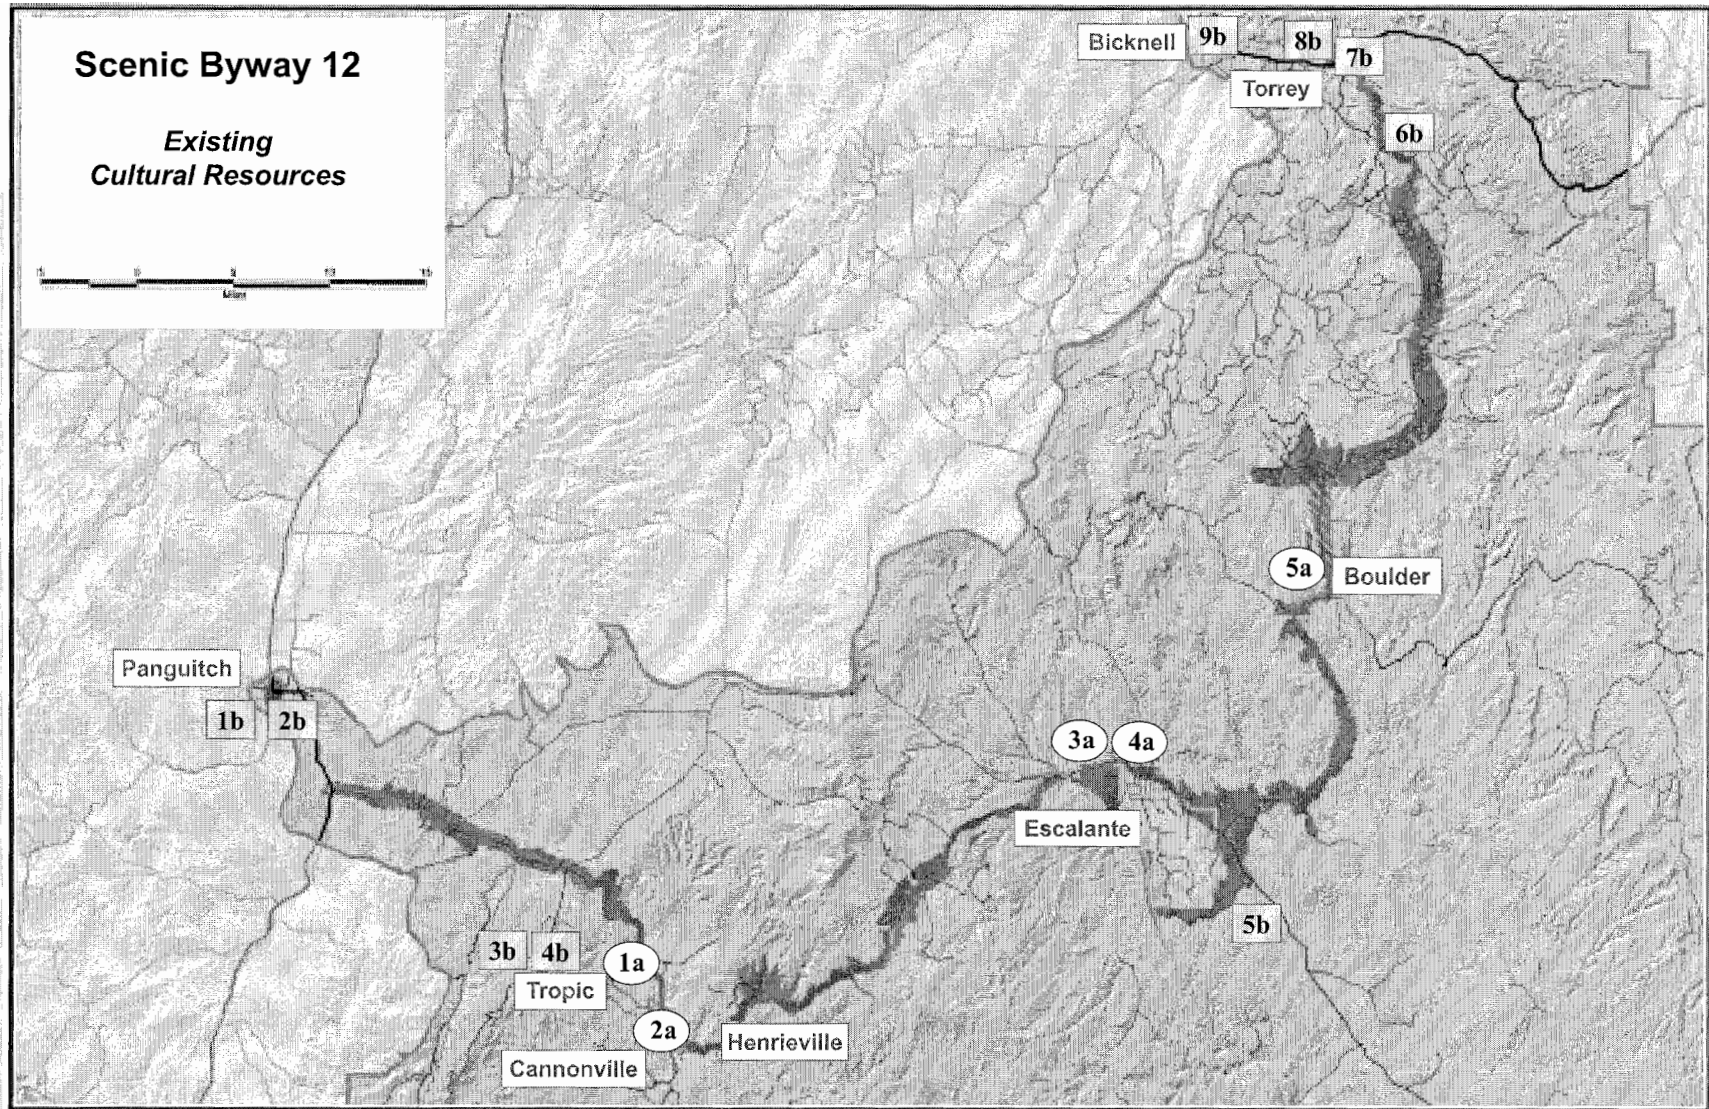 Scenic Byway 12
Existing
Cultural Resources
Miles
Bicknell
9b
8b
7b
Torrey
6b
5a
Boulder
Panguitch
1b
2b
3a
4a
Escalante
5b
3b
4b
1a
Tropic
2a
Henrieville
Cannonville